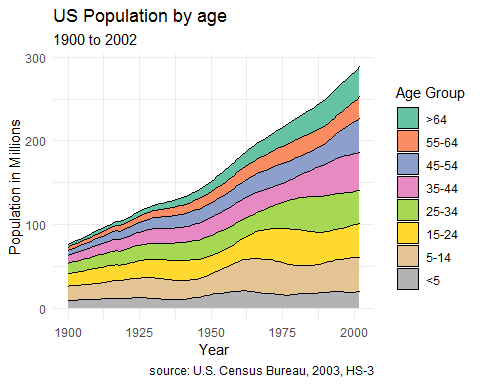 US Population by age
1900 to 2002
Population in Millions
300
200
100
0
1900 1925 1950 1975 2000
Year
Age Group
>64
55-64
45-54
35-44
25-34
15-24
5-14
<5
source: U.S. Census Bureau, 2003, HS-3